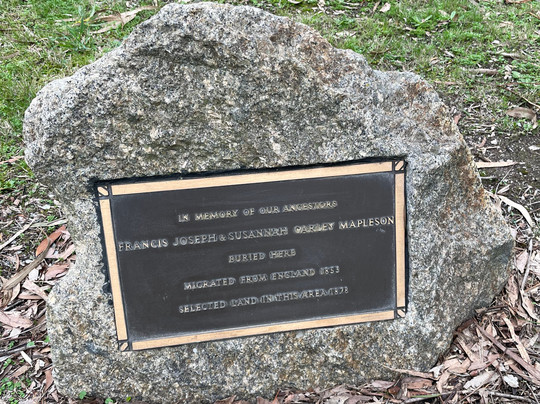 IN MEMORY OF OUR ANCESTORS
FRANCIS JOSEPH & SUSANNAH OAKLEY MAPLESON
BURIED HERE
MIGRATED FROM ENGLAND 1853
SELECTED LAND IN THIS AREA 1878